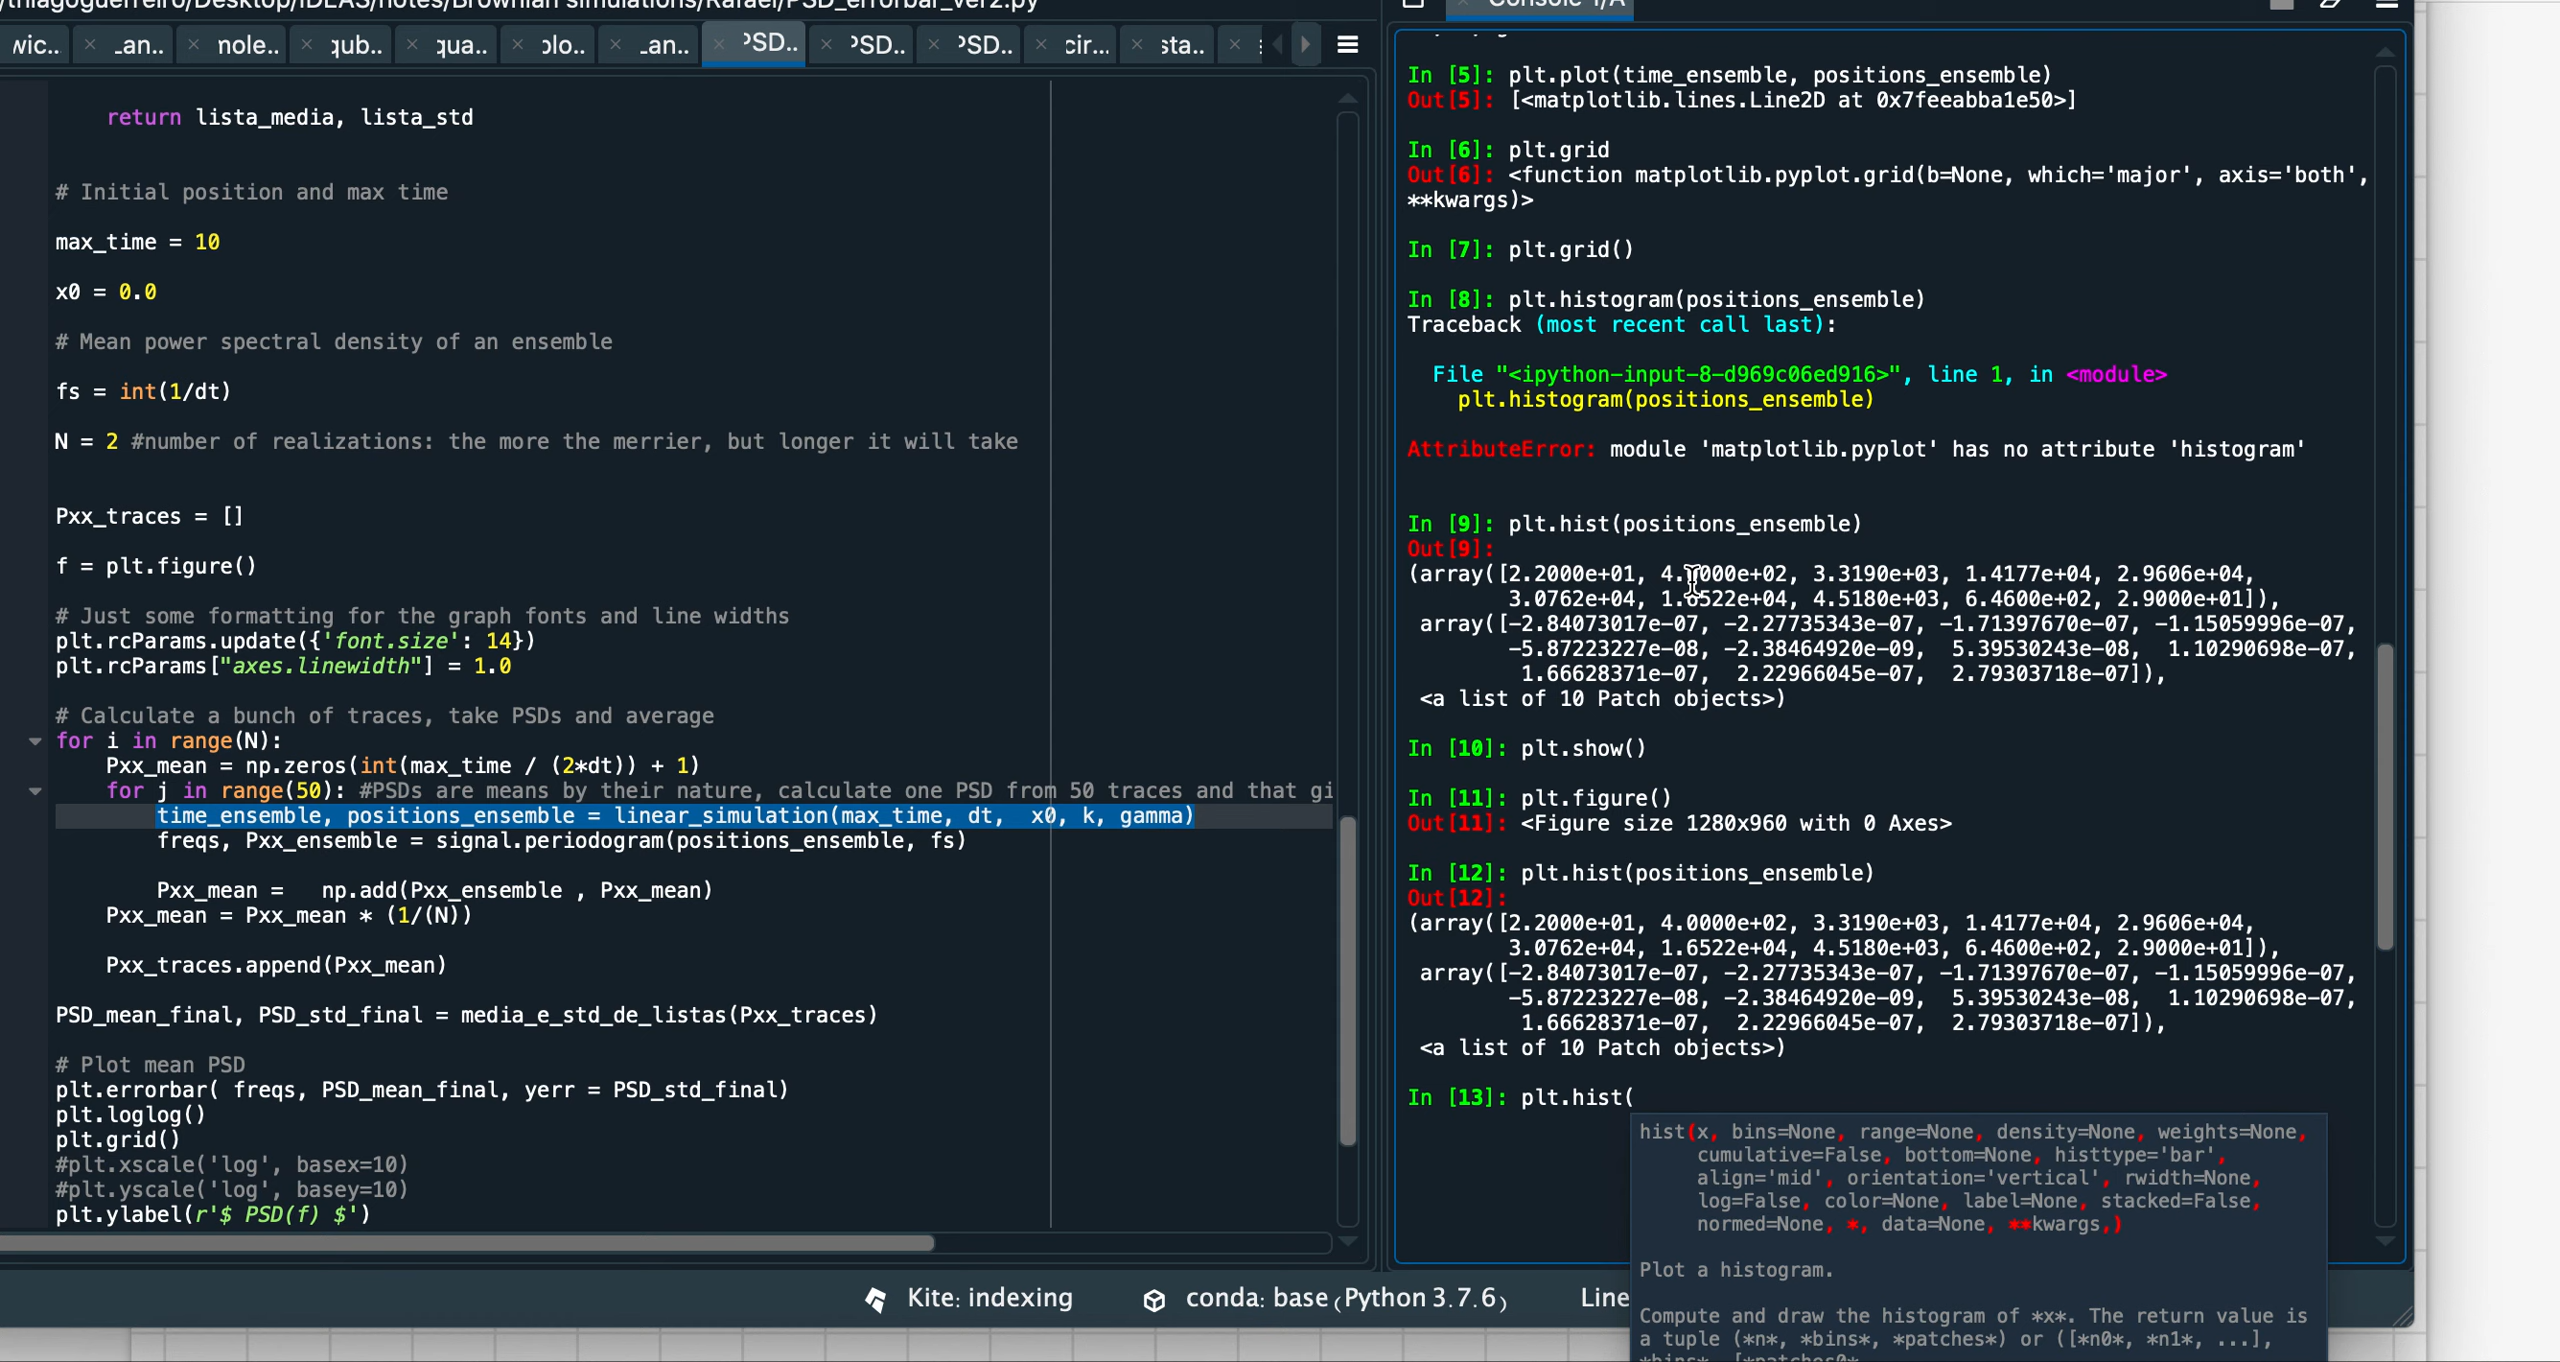 /thiagoguerreiro/Desktop/IDEAS/notes/Brownian simulations/Rafael/PSD_errorbar_ver2.py
Console 1/A
_an.. nole.. qub.. qua.. olo.. _an.. PSD.. PSD.. PSD.. cir... sta..
return lista_media, lista_std
# Initial position and max time
max_time = 10
x0 = 0.0
# Mean power spectral density of an ensemble
fs = int(1/dt)
N = 2 #number of realizations: the more the merrier, but longer it will take
Pxx_traces = []
f = plt.figure()
# Just some formatting for the graph fonts and line widths
plt.rcParams.update({'font.size': 14})
plt.rcParams["axes.linewidth"] = 1.0
# Calculate a bunch of traces, take PSDs and average
for i in range(N):
Pxx_mean = np.zeros(int(max_time / (2*dt)) + 1)
for j in range(50): #PSDs are means by their nature, calculate one PSD from 50 traces and that gi
time_ensemble, positions_ensemble = linear_simulation(max_time, dt,  x0, k, gamma)
freqs, Pxx_ensemble = signal.periodogram(positions_ensemble, fs)
Pxx_mean =   np.add(Pxx_ensemble , Pxx_mean)
Pxx_mean = Pxx_mean * (1/(N))
Pxx_traces.append(Pxx_mean)
PSD_mean_final, PSD_std_final = media_e_std_de_listas(Pxx_traces)
# Plot mean PSD
plt.errorbar( freqs, PSD_mean_final, yerr = PSD_std_final)
plt.loglog()
plt.grid()
#plt.xscale('log', basex=10)
#plt.yscale('log', basey=10)
plt.ylabel(r'$ PSD(f) $')
In [5]: plt.plot(time_ensemble, positions_ensemble)
Out[5]: [<matplotlib.lines.Line2D at 0x7feeabba1e50>]
In [6]: plt.grid
Out[6]: <function matplotlib.pyplot.grid(b=None, which='major', axis='both',
**kwargs)>
In [7]: plt.grid()
In [8]: plt.histogram(positions_ensemble)
Traceback (most recent call last):
File "<ipython-input-8-d969c06ed916>", line 1, in <module>
plt.histogram(positions_ensemble)
AttributeError: module 'matplotlib.pyplot' has no attribute 'histogram'
In [9]: plt.hist(positions_ensemble)
Out[9]:
(array([2.2000e+01, 4.0000e+02, 3.3190e+03, 1.4177e+04, 2.9606e+04,
3.0762e+04, 1.6522e+04, 4.5180e+03, 6.4600e+02, 2.9000e+01]),
array([-2.84073017e-07, -2.27735343e-07, -1.71397670e-07, -1.15059996e-07,
-5.87223227e-08, -2.38464920e-09,  5.39530243e-08,  1.10290698e-07,
1.66628371e-07,  2.22966045e-07,  2.79303718e-07]),
<a list of 10 Patch objects>)
In [10]: plt.show()
In [11]: plt.figure()
Out[11]: <Figure size 1280x960 with 0 Axes>
In [12]: plt.hist(positions_ensemble)
Out[12]:
(array([2.2000e+01, 4.0000e+02, 3.3190e+03, 1.4177e+04, 2.9606e+04,
3.0762e+04, 1.6522e+04, 4.5180e+03, 6.4600e+02, 2.9000e+01]),
array([-2.84073017e-07, -2.27735343e-07, -1.71397670e-07, -1.15059996e-07,
-5.87223227e-08, -2.38464920e-09,  5.39530243e-08,  1.10290698e-07,
1.66628371e-07,  2.22966045e-07,  2.79303718e-07]),
<a list of 10 Patch objects>)
In [13]: plt.hist(
hist(x, bins=None, range=None, density=None, weights=None,
cumulative=False, bottom=None, histtype='bar',
align='mid', orientation='vertical', rwidth=None,
log=False, color=None, label=None, stacked=False,
normed=None, *, data=None, **kwargs,)
Plot a histogram.
Compute and draw the histogram of *x*. The return value is
a tuple (*n*, *bins*, *patches*) or ([*n0*, *n1*, ...],
Kite: indexing
conda: base (Python 3.7.6)
Line